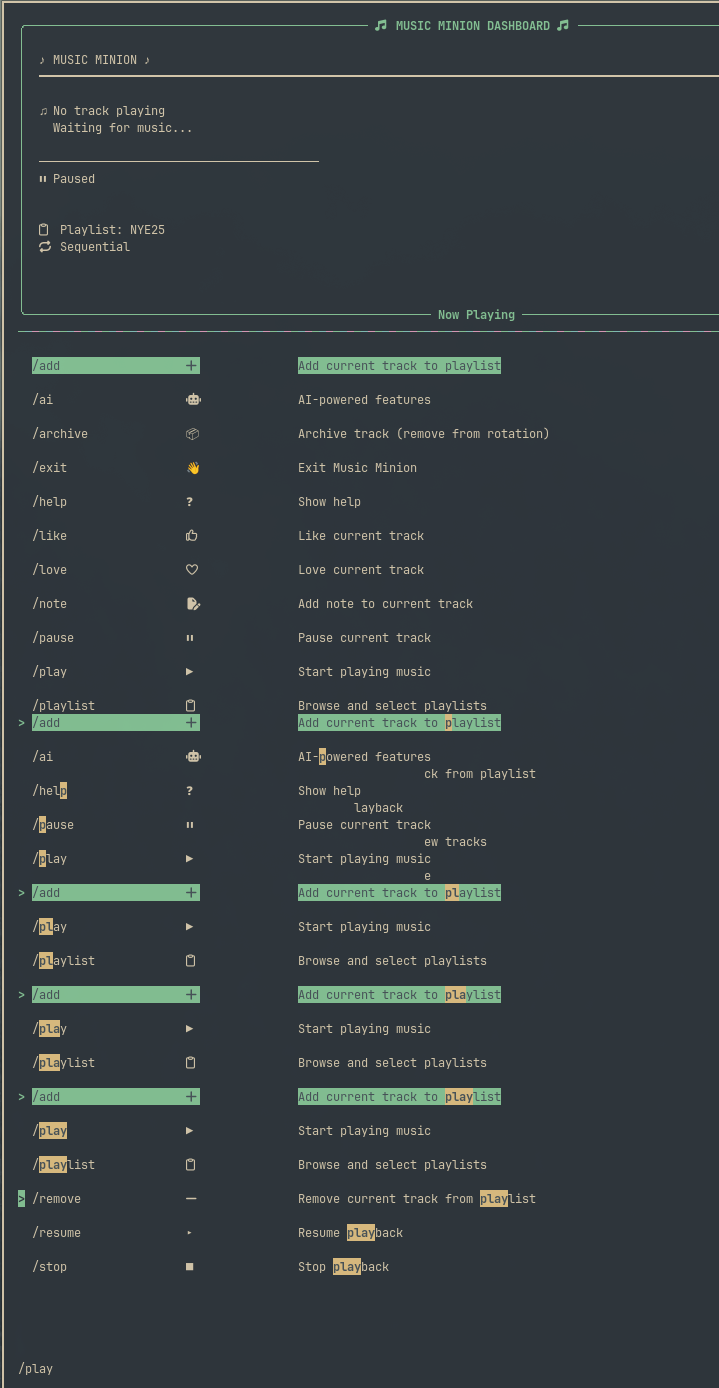 MUSIC MINION DASHBOARD
♪ MUSIC MINION ♪
♫ No track playing
Waiting for music...
Paused
Playlist: NYE25
Sequential
Now Playing
/add + Add current track to playlist
/ai AI-powered features
/archive Archive track (remove from rotation)
/exit 👋 Exit Music Minion
/help ? Show help
/like Like current track
/love Love current track
/note Add note to current track
/pause Pause current track
/play ▶ Start playing music
/playlist Browse and select playlists
> /add + Add current track to playlist
/ai AI-powered features
ck from playlist
/help ? Show help
layback
/pause Pause current track
ew tracks
/play ▶ Start playing music
e
> /add + Add current track to playlist
/play ▶ Start playing music
/playlist Browse and select playlists
> /add + Add current track to playlist
/play ▶ Start playing music
/playlist Browse and select playlists
> /add + Add current track to playlist
/play ▶ Start playing music
/playlist Browse and select playlists
> /remove — Remove current track from playlist
/resume ▸ Resume playback
/stop ■ Stop playback
/play